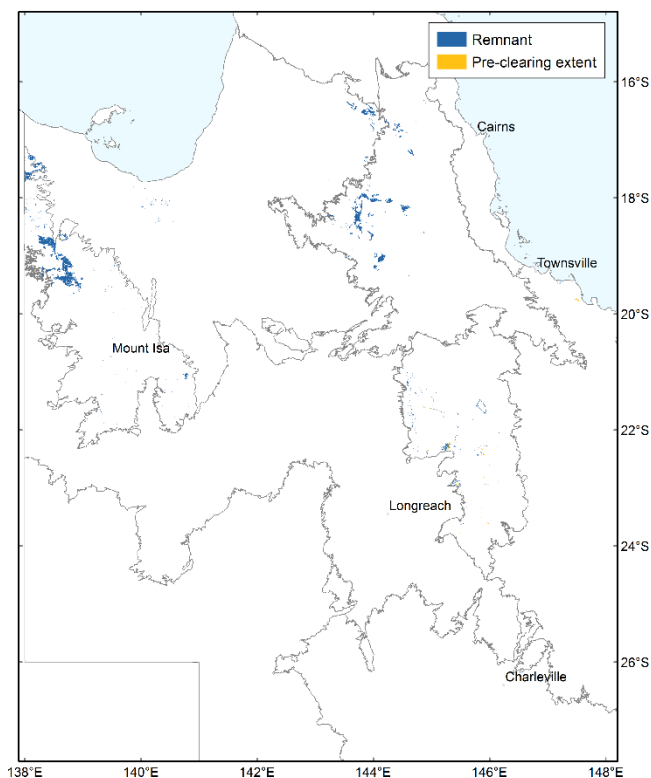 Remnant
Pre-clearing extent
16°S
Cairns
18°S
Townsville
20°S
Mount Isa
22°S
Longreach
24°S
26°S
Charleville
138°E
140°E
142°E
144°E
146°E
148°E